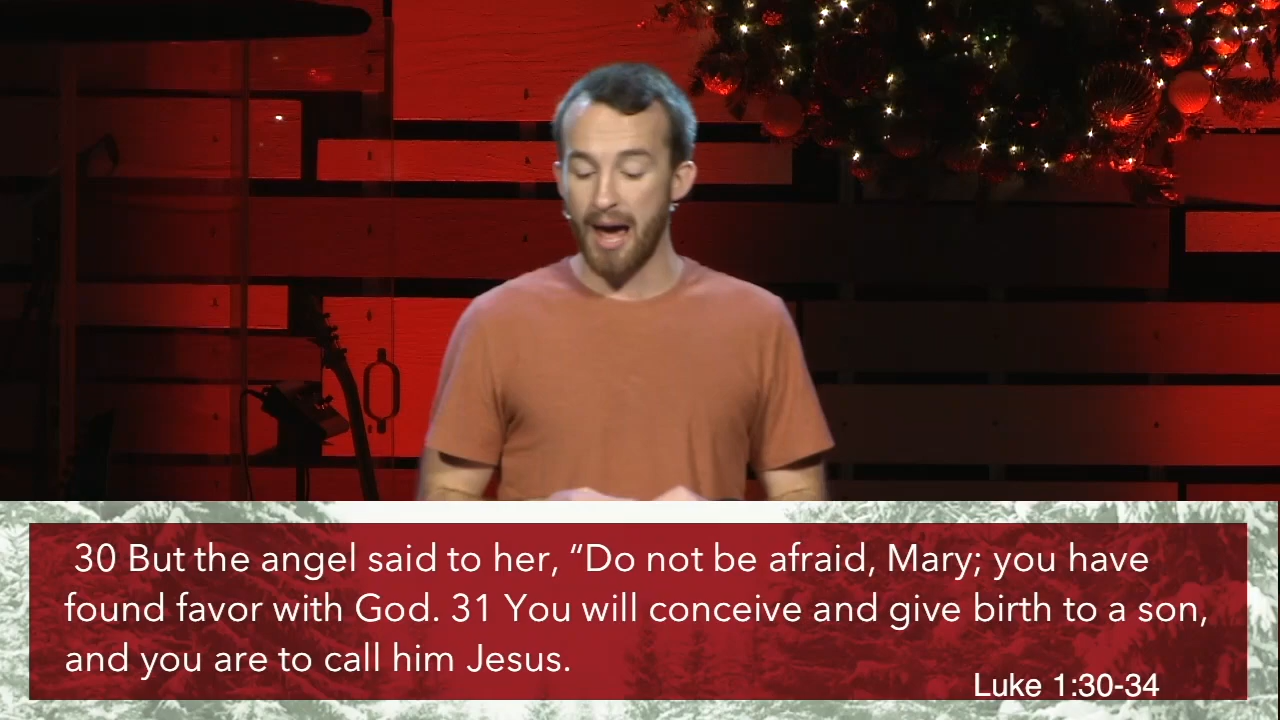 30 But the angel said to her, “Do not be afraid, Mary; you have
found favor with God. 31 You will conceive and give birth to a son,
and you are to call him Jesus.
Luke 1:30-34